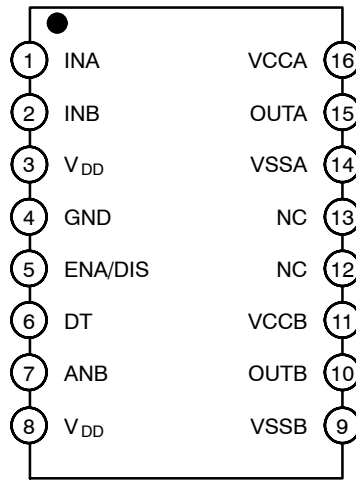 1 INA VCCA 16
2 INB OUTA 15
3 VDD VSSA 14
4 GND NC 13
5 ENA/DIS NC 12
6 DT VCCB 11
7 ANB OUTB 10
8 VDD VSSB 9